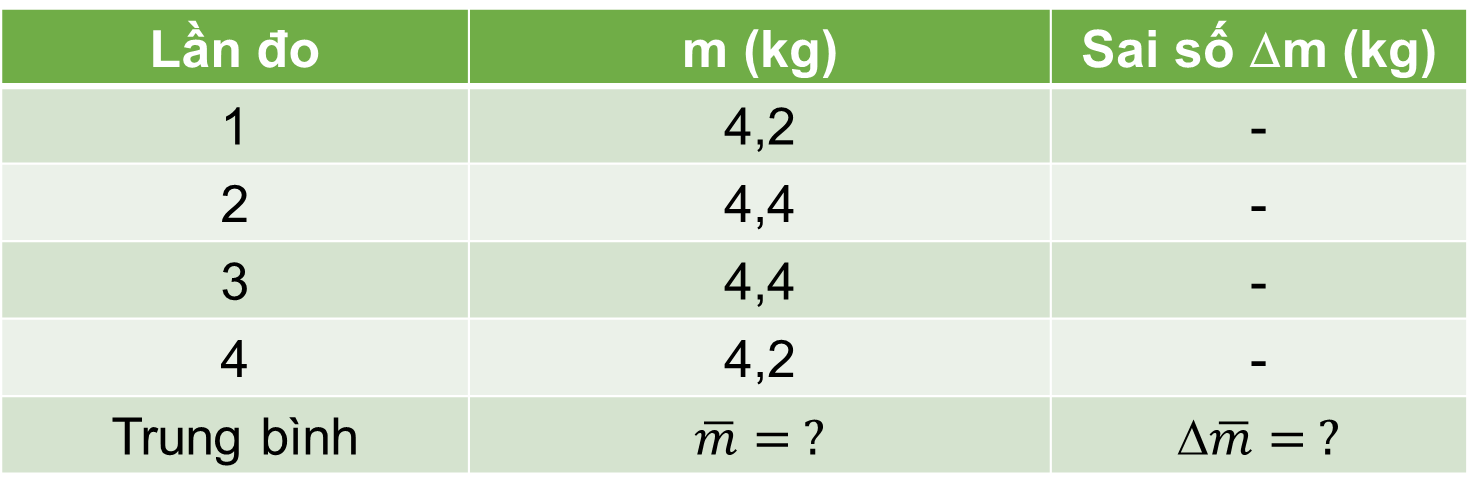 Lần đo m (kg) Sai số Δm (kg)
1 4,2 -
2 4,4 -
3 4,4 -
4 4,2 -
Trung bình m̅ = ? Δm̅ = ?